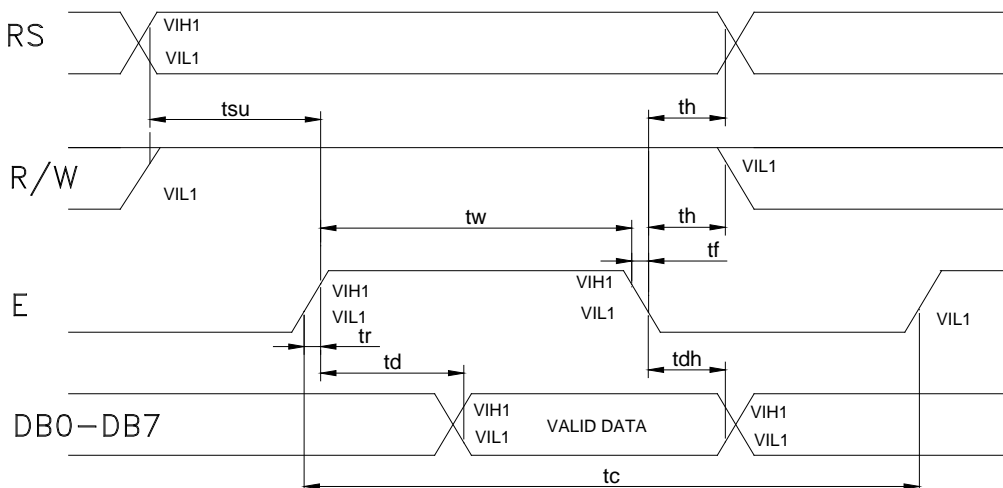 RS
VIH1
VIL1
tsu
th
R/W
VIL1
VIL1
tw
th
tf
E
VIH1
VIL1
VIH1
VIL1
VIL1
tr
td
tdh
DB0-DB7
VIH1
VIL1
VALID DATA
VIH1
VIL1
tc